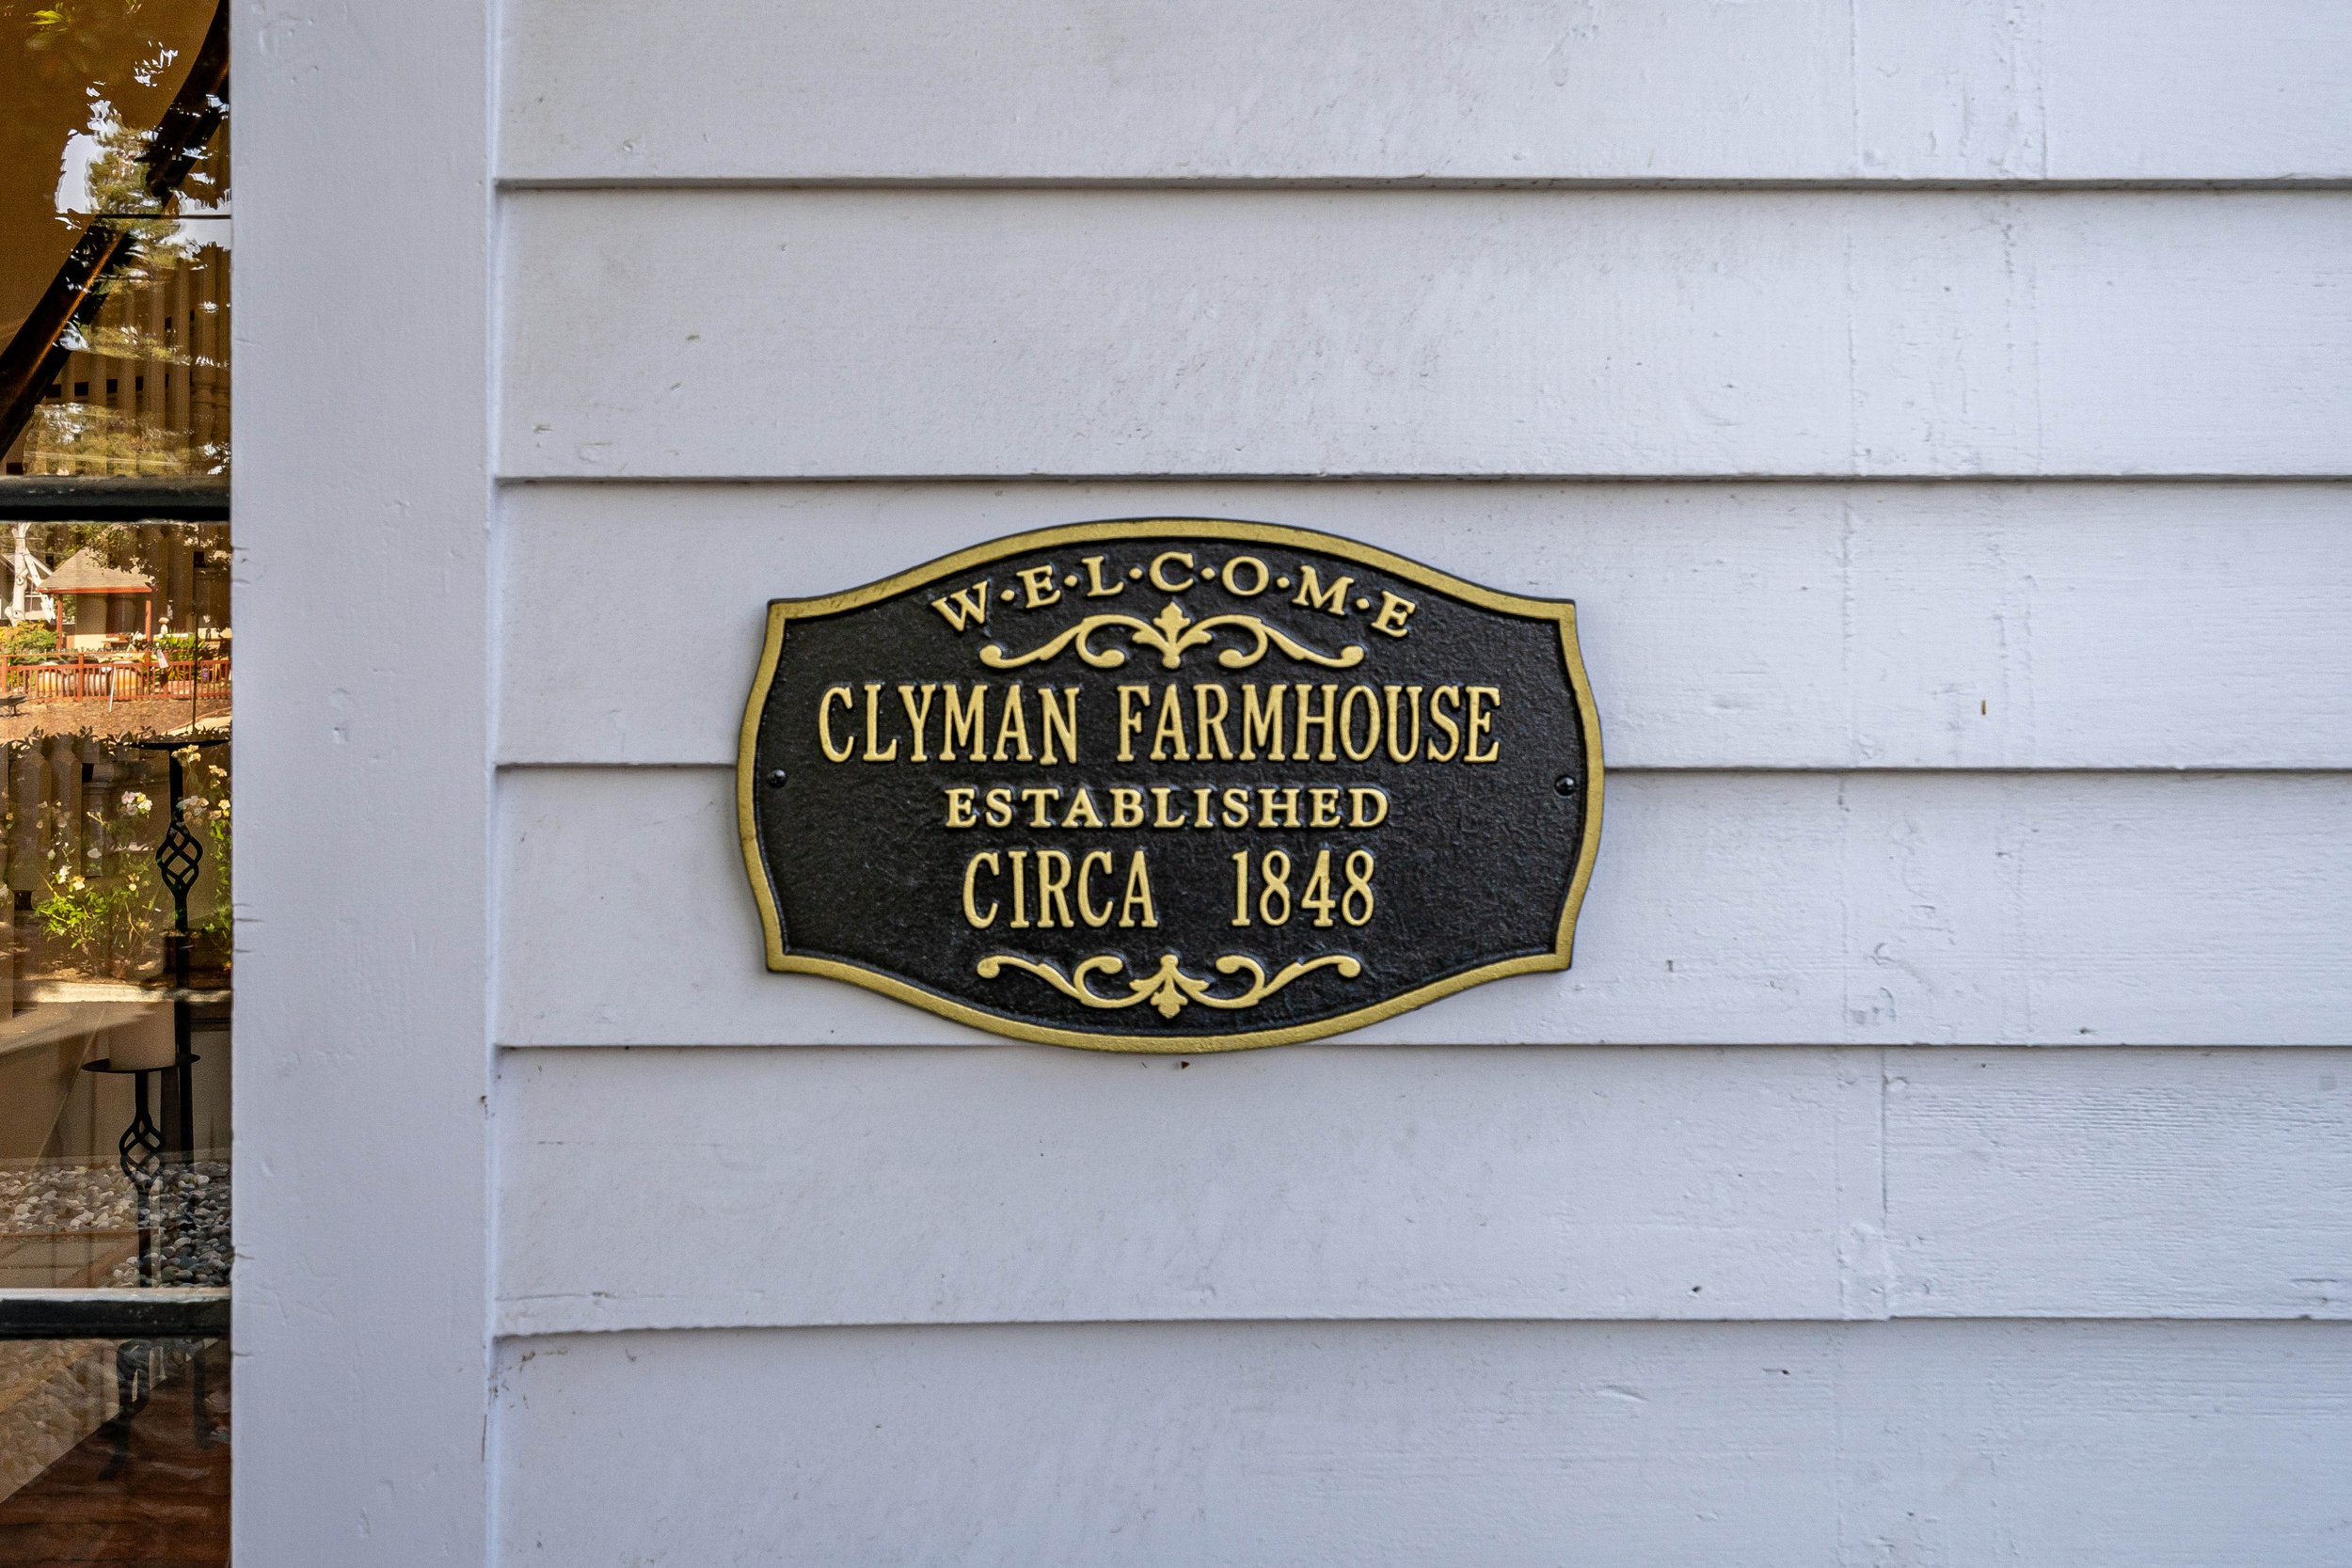 W·E·L·C·O·M·E
CLYMAN FARMHOUSE
ESTABLISHED
CIRCA 1848